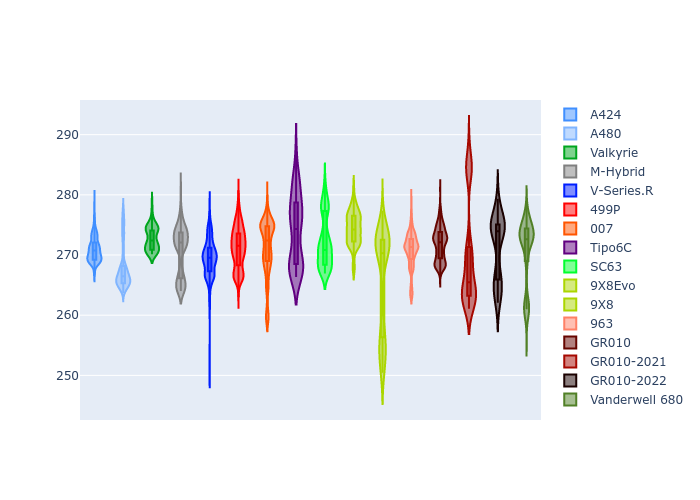 290
280
270
260
250
A424
A480
Valkyrie
M-Hybrid
V-Series.R
499P
007
Tipo6C
SC63
9X8Evo
9X8
963
GR010
GR010-2021
GR010-2022
Vanderwell 680